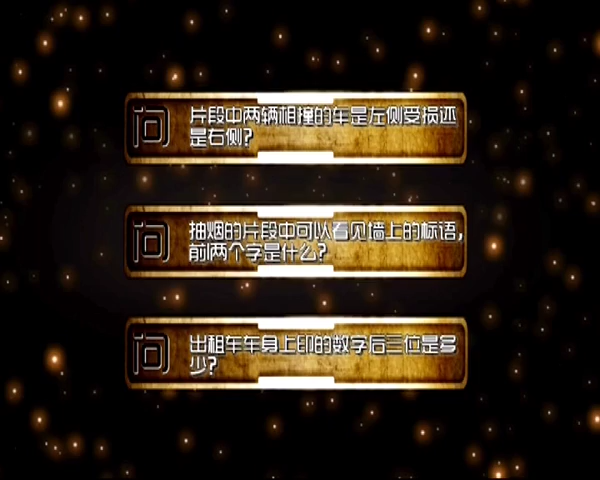 问
片段中两辆相撞的车是左侧受损还
是右侧?
问
抽烟的片段中可以看见墙上的标语,
前两个字是什么?
问
出租车车身上印的数字后三位是多
少?